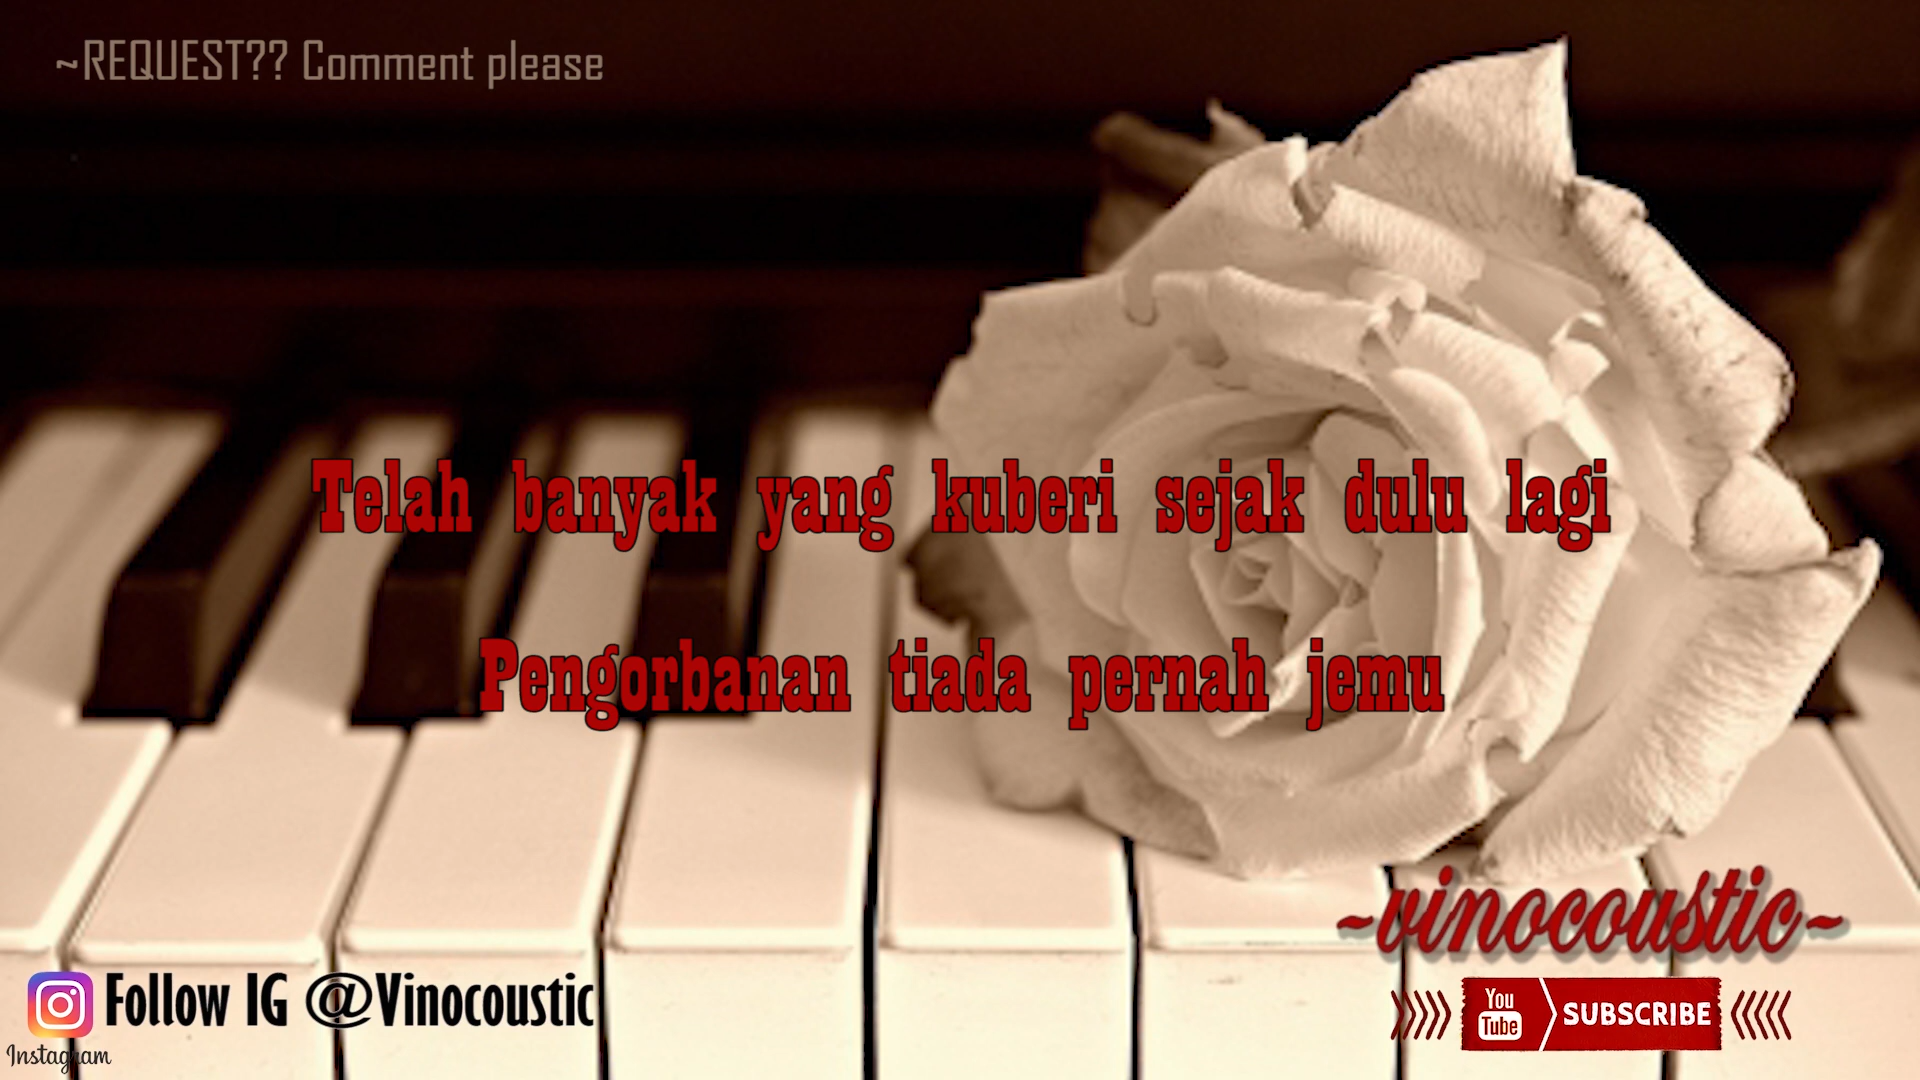 ~REQUEST?? Comment please
Telah banyak yang kuberi sejak dulu lagi
Pengorbanan tiada pernah jemu
~vinocoustic~
You
Tube
SUBSCRIBE
Follow IG @Vinocoustic
Instagram